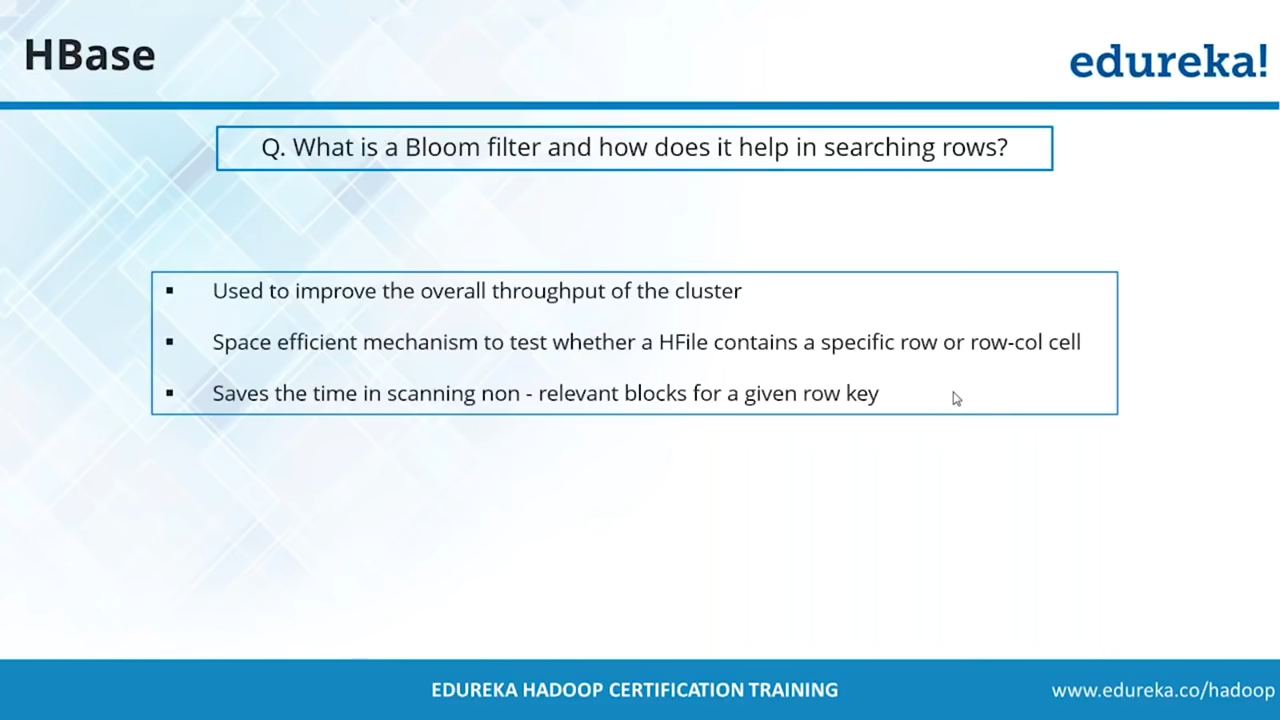 HBase
edureka!
Q. What is a Bloom filter and how does it help in searching rows?
▪ Used to improve the overall throughput of the cluster
▪ Space efficient mechanism to test whether a HFile contains a specific row or row-col cell
▪ Saves the time in scanning non - relevant blocks for a given row key
EDUREKA HADOOP CERTIFICATION TRAINING
www.edureka.co/hadoop